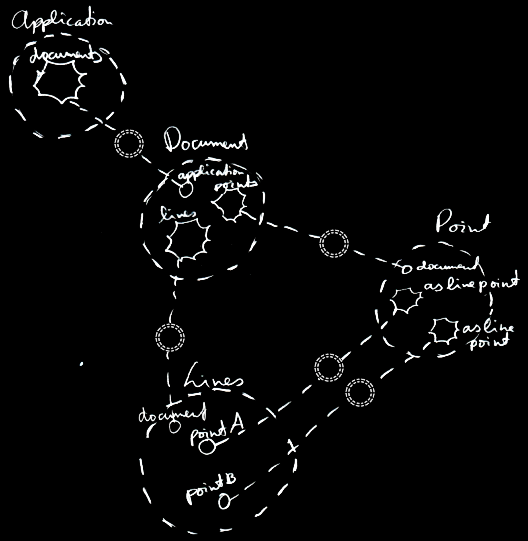 Application
documents
Document
application
points
lines
Point
document
as line point
as line
point
Lines
document
point A
point B